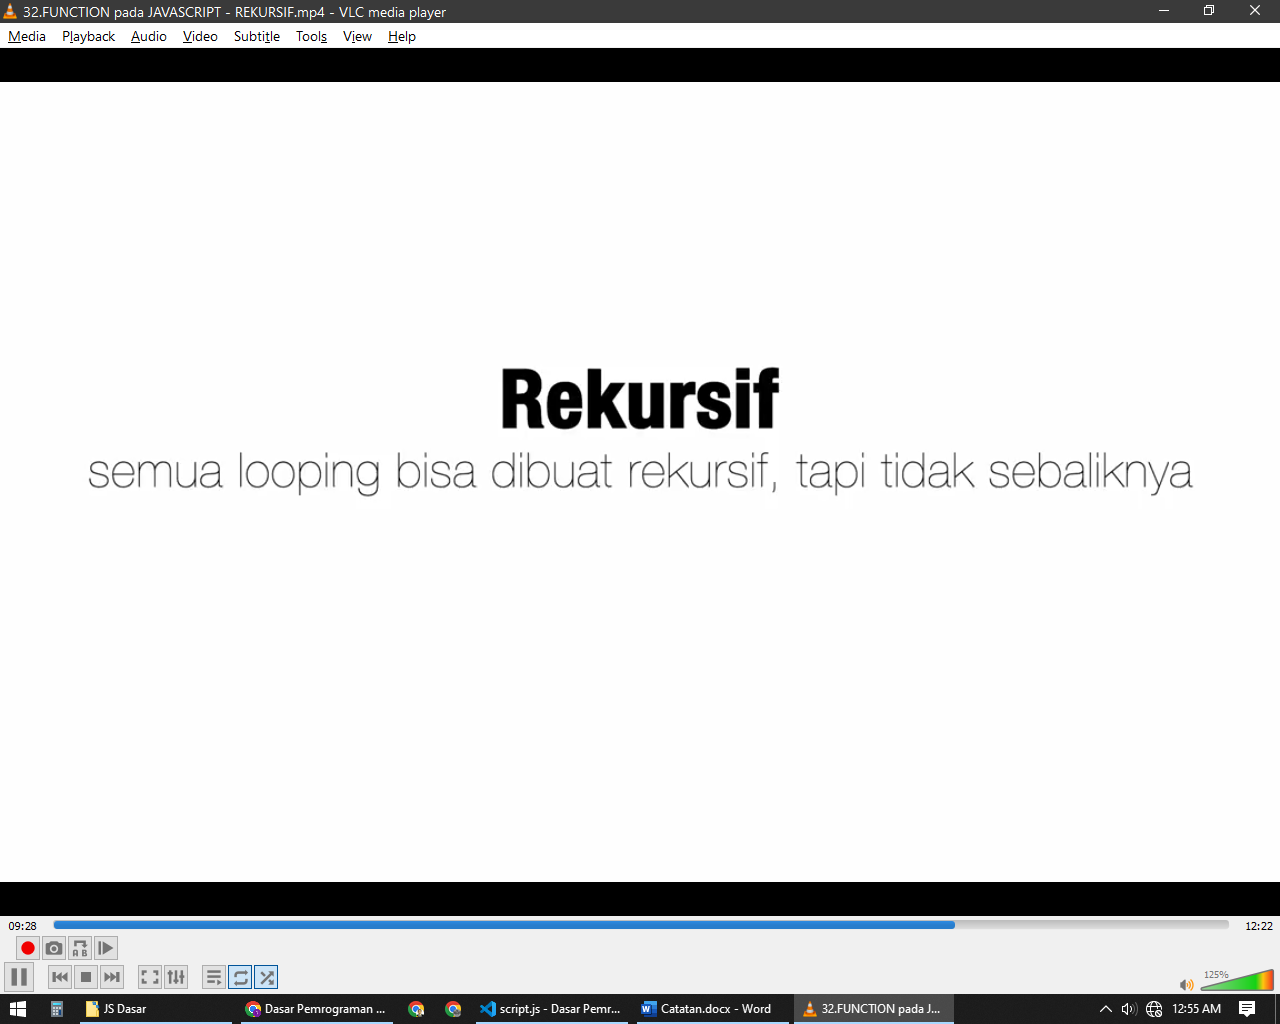 32.FUNCTION pada JAVASCRIPT - REKURSIF.mp4 - VLC media player
Media Playback Audio Video Subtitle Tools View Help
Rekursif
semua looping bisa dibuat rekursif, tapi tidak sebaliknya
09:28 12:22
A B
125%
JS Dasar Dasar Pemrograman ... script.js - Dasar Pemr... Catatan.docx - Word 32.FUNCTION pada J... 12:55 AM